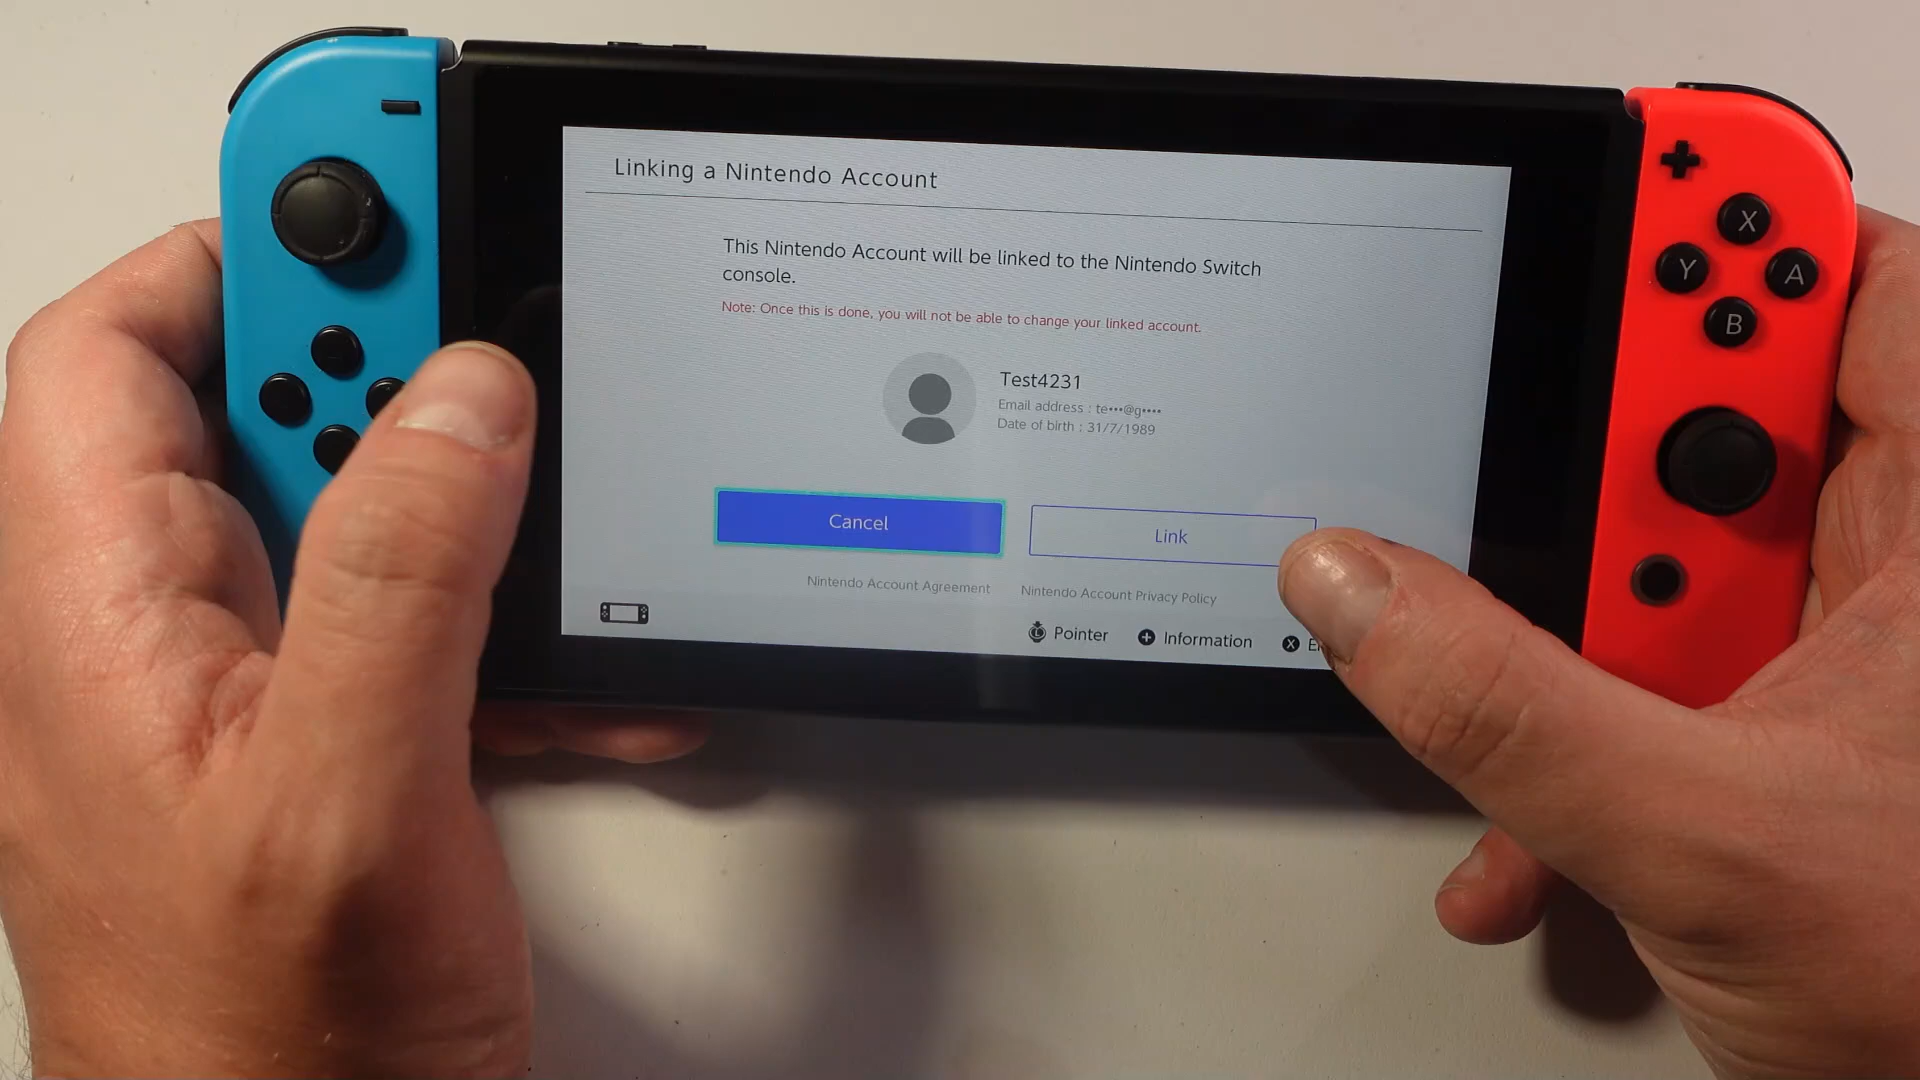 Linking a Nintendo Account
This Nintendo Account will be linked to the Nintendo Switch
console.
Note: Once this is done, you will not be able to change your linked account.
Test4231
Email address : te•••@g••••
Date of birth : 31/7/1989
Cancel
Link
Nintendo Account Agreement
Nintendo Account Privacy Policy
L Pointer
+ Information
X
X
Y
A
B